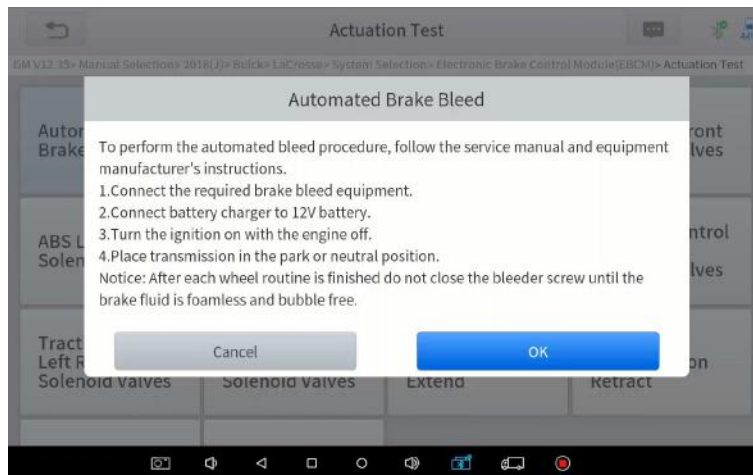 Actuation Test
GM V12.35> Manual Selection> 2018(J)> Buick> LaCrosse> System Selection> Electronic Brake Control Module(EBCM)> Actuation Test
Automated Brake Bleed
To perform the automated bleed procedure, follow the service manual and equipment
manufacturer's instructions.
1.Connect the required brake bleed equipment.
2.Connect battery charger to 12V battery.
3.Turn the ignition on with the engine off.
4.Place transmission in the park or neutral position.
Notice: After each wheel routine is finished do not close the bleeder screw until the
brake fluid is foamless and bubble free.
Cancel
OK
Autor
Brake
ront
lves
ABS L
Solen
ntrol
lves
Tract
Left R
Solenoid Valves
Solenoid Valves
Extend
on
Retract